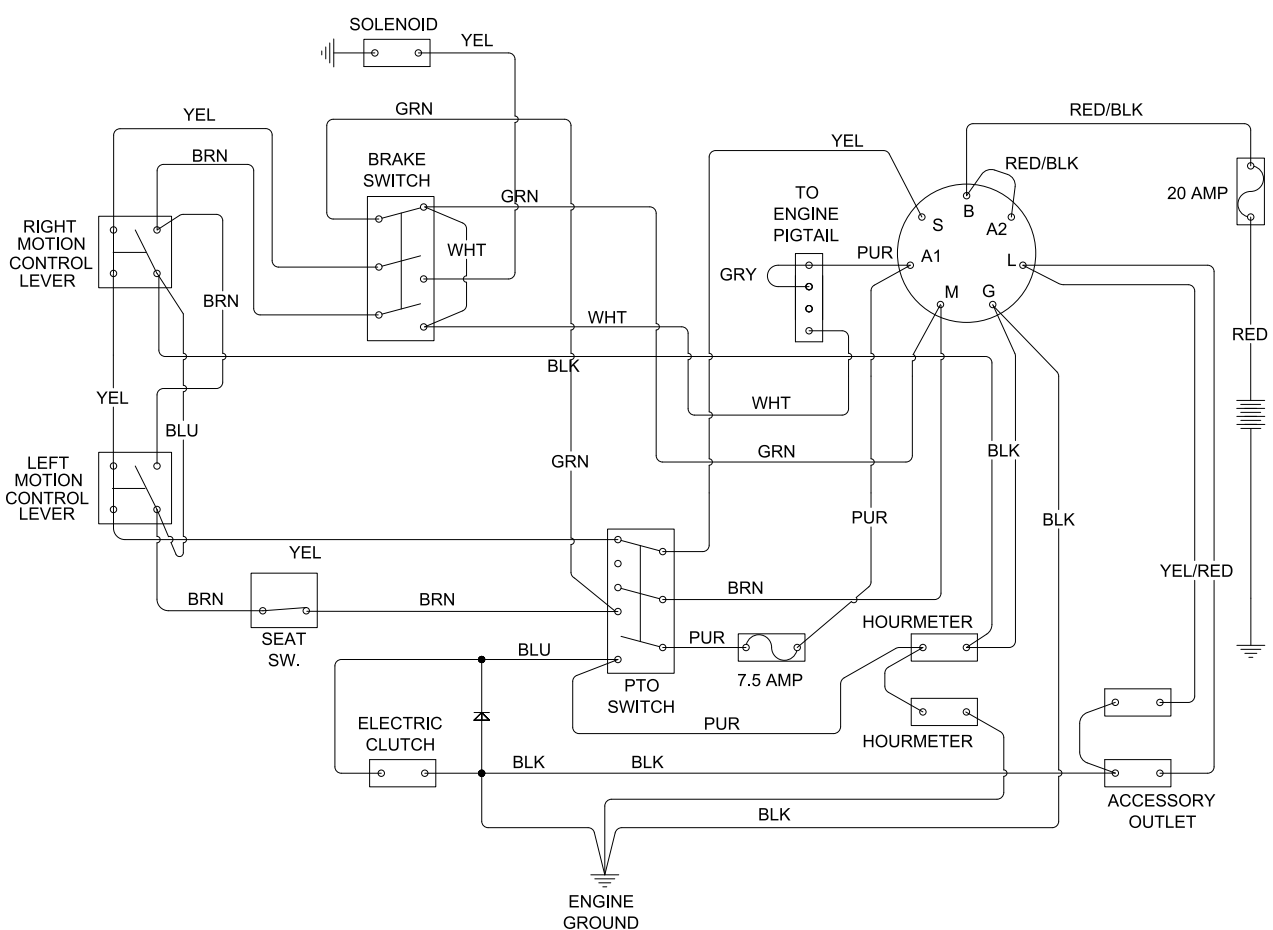 SOLENOID
YEL
GRN
RED/BLK
YEL
YEL
BRN
BRAKE
SWITCH
RED/BLK
TO
ENGINE
PIGTAIL
20 AMP
GRN
B
S
A2
RIGHT
MOTION
CONTROL
LEVER
WHT
PUR
A1
L
GRY
BRN
M
G
WHT
RED
BLK
YEL
WHT
BLU
GRN
BLK
LEFT
MOTION
CONTROL
LEVER
GRN
PUR
BLK
YEL
YEL/RED
BRN
BRN
BRN
HOURMETER
SEAT
SW.
BLU
PUR
7.5 AMP
PTO
SWITCH
ELECTRIC
CLUTCH
PUR
HOURMETER
BLK
BLK
ACCESSORY
OUTLET
BLK
ENGINE
GROUND